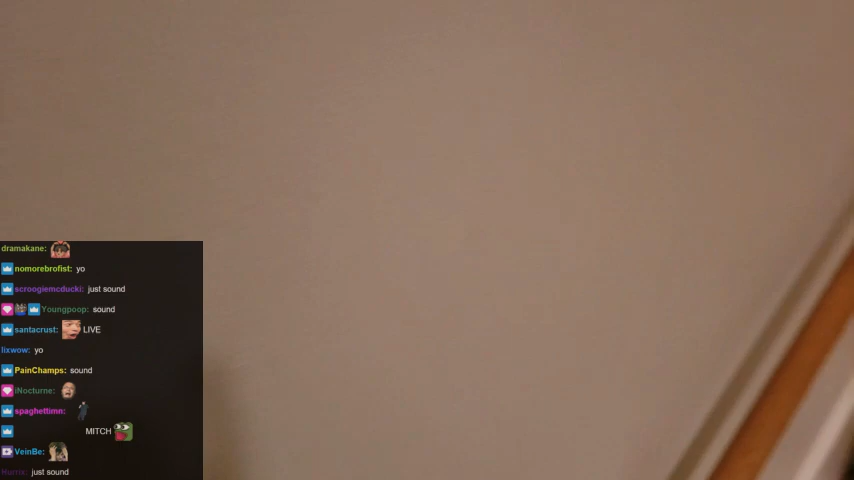 dramakane:
nomorebrofist: yo
scroogiemcducki: just sound
Youngpoop: sound
santacrust: LIVE
lixwow: yo
PainChamps: sound
iNocturne:
spaghettimn:
MITCH
VeinBe:
Hurrix: just sound